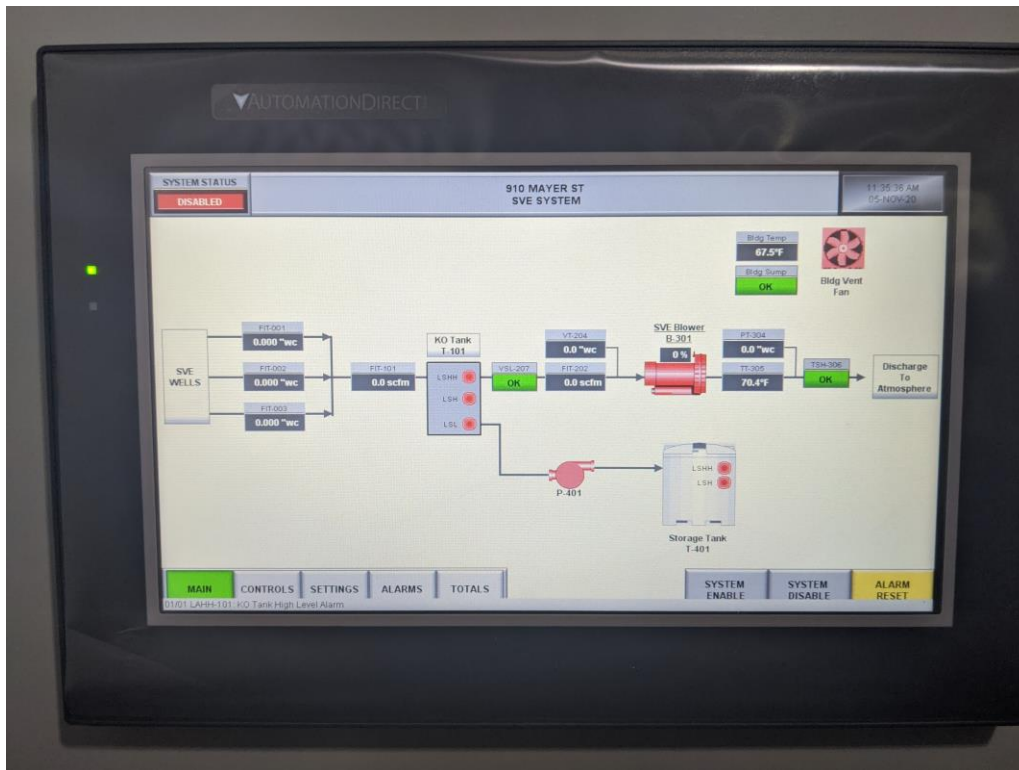 AUTOMATIONDIRECT
SYSTEM STATUS
DISABLED
910 MAYER ST
SVE SYSTEM
11:35:36 AM
05-NOV-20
Bldg Temp
67.5°F
Bldg Sump
OK
Bldg Vent
Fan
SVE
WELLS
FIT-001
0.000 "wc
FIT-002
0.000 "wc
FIT-003
0.000 "wc
FIT-101
0.0 scfm
KO Tank
T-101
LSHH
LSH
LSL
VSL-207
OK
VT-204
0.0 "wc
FIT-202
0.0 scfm
SVE Blower
B-301
0 %
PT-304
0.0 "wc
TT-305
70.4°F
TSH-306
OK
Discharge
To
Atmosphere
P-401
LSHH
LSH
Storage Tank
T-401
MAIN
CONTROLS
SETTINGS
ALARMS
TOTALS
SYSTEM
ENABLE
SYSTEM
DISABLE
ALARM
RESET
01/01 LAHH-101: KO Tank High Level Alarm